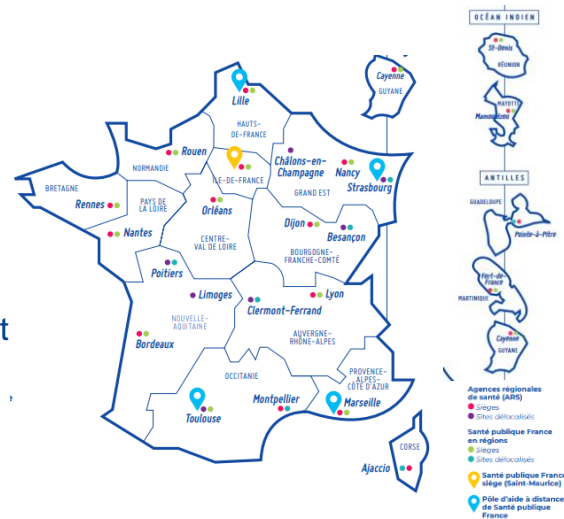 Lille
HAUTS-
DE-FRANCE
Rouen
NORMANDIE
ILE-DE-FRANCE
Châlons-en-
Champagne
Nancy
Strasbourg
GRAND EST
BRETAGNE
Rennes
PAYS DE
LA LOIRE
Nantes
Orléans
CENTRE-
VAL DE LOIRE
Dijon
Besançon
BOURGOGNE-
FRANCHE-COMTÉ
Poitiers
Limoges
Clermont-Ferrand
Lyon
NOUVELLE-
AQUITAINE
Bordeaux
AUVERGNE-
RHÔNE-ALPES
OCCITANIE
PROVENCE-
ALPES-
CÔTE D'AZUR
Toulouse
Montpellier
Marseille
CORSE
Ajaccio
Cayenne
GUYANE
t
OCÉAN INDIEN
St-Denis
RÉUNION
MAYOTTE
Mamoudzou
ANTILLES
GUADELOUPE
Pointe-à-Pitre
Fort-de-
France
MARTINIQUE
Cayenne
GUYANE
Agences régionales
de santé (ARS)
Sièges
Sites délocalisés
Santé publique France
en régions
Sièges
Sites délocalisés
Santé publique France
siège (Saint-Maurice)
Pôle d'aide à distance
de Santé publique
France